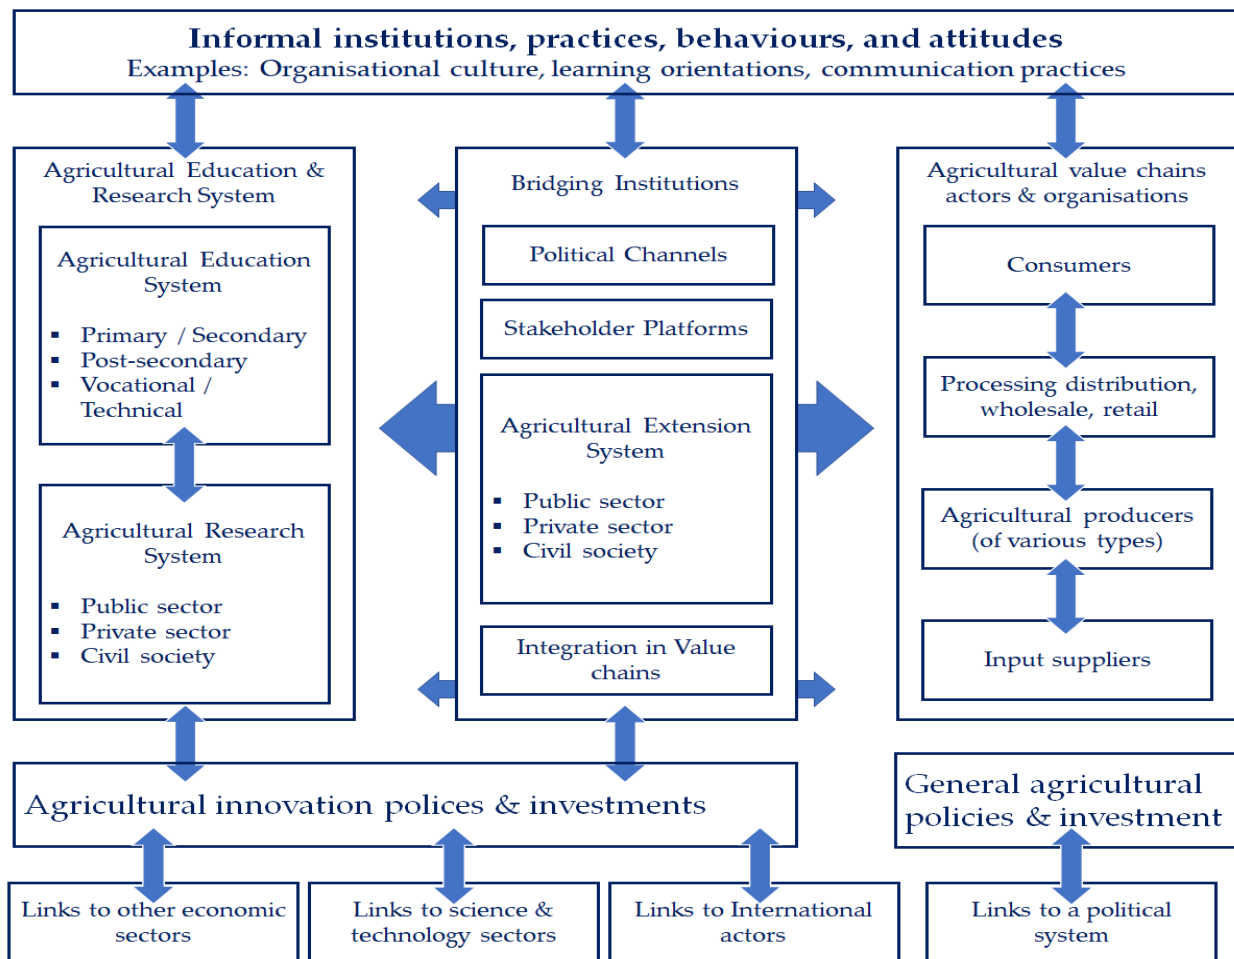 Informal institutions, practices, behaviours, and attitudes
Examples: Organisational culture, learning orientations, communication practices
Agricultural Education &
Research System
Agricultural Education
System
▪ Primary / Secondary
▪ Post-secondary
▪ Vocational /
Technical
Agricultural Research
System
▪ Public sector
▪ Private sector
▪ Civil society
Bridging Institutions
Political Channels
Stakeholder Platforms
Agricultural Extension
System
▪ Public sector
▪ Private sector
▪ Civil society
Integration in Value
chains
Agricultural value chains
actors & organisations
Consumers
Processing distribution,
wholesale, retail
Agricultural producers
(of various types)
Input suppliers
Agricultural innovation polices & investments
General agricultural
policies & investment
Links to other economic
sectors
Links to science &
technology sectors
Links to International
actors
Links to a political
system